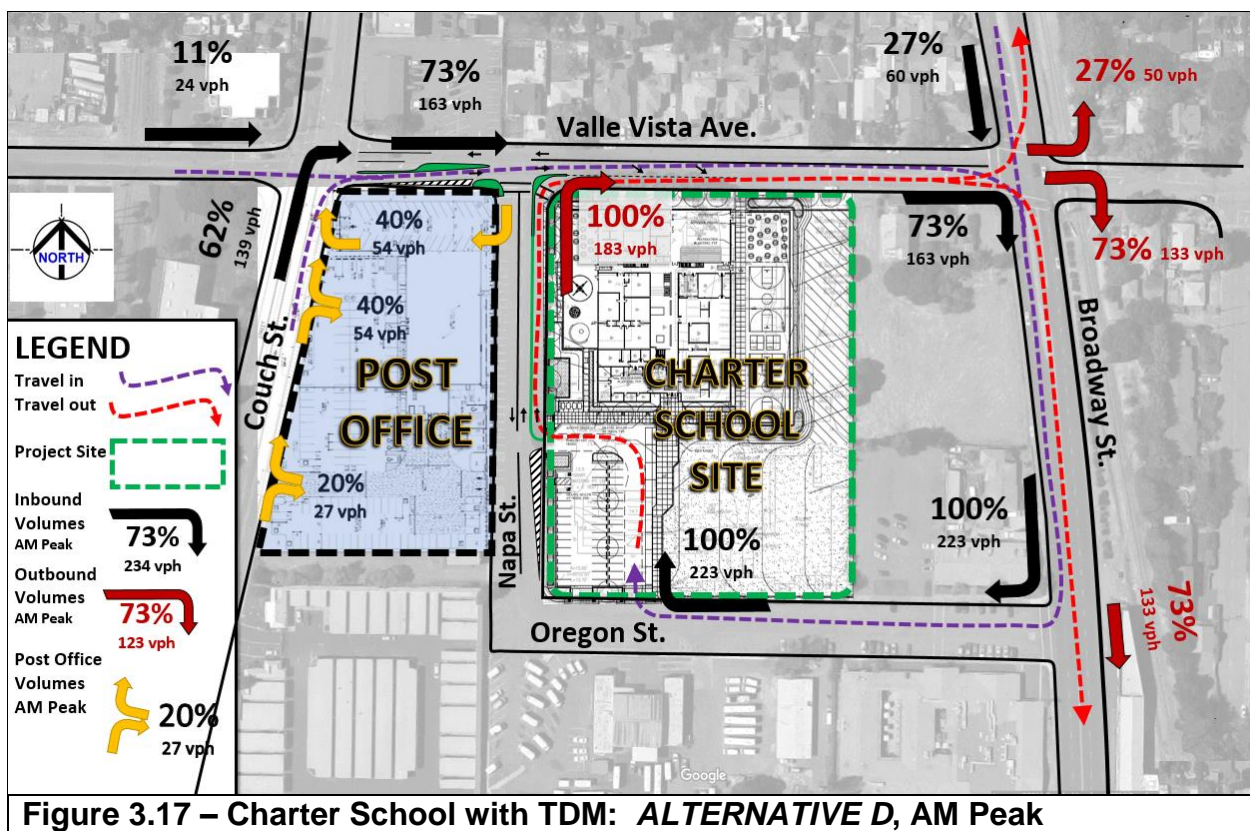 11%
24 vph
73%
163 vph
27%
60 vph
27% 50 vph
Valle Vista Ave.
62%
139 vph
NORTH
40%
54 vph
100%
183 vph
73%
163 vph
73% 133 vph
40%
54 vph
Couch St.
POST
OFFICE
CHARTER
SCHOOL
SITE
Broadway St.
20%
27 vph
Napa St.
100%
223 vph
100%
223 vph
73%
133 vph
Oregon St.
Google
LEGEND
Travel in
Travel out
Project Site
Inbound
Volumes
AM Peak
73%
234 vph
Outbound
Volumes
AM Peak
73%
123 vph
Post Office
Volumes
AM Peak
20%
27 vph
Figure 3.17 – Charter School with TDM: ALTERNATIVE D, AM Peak